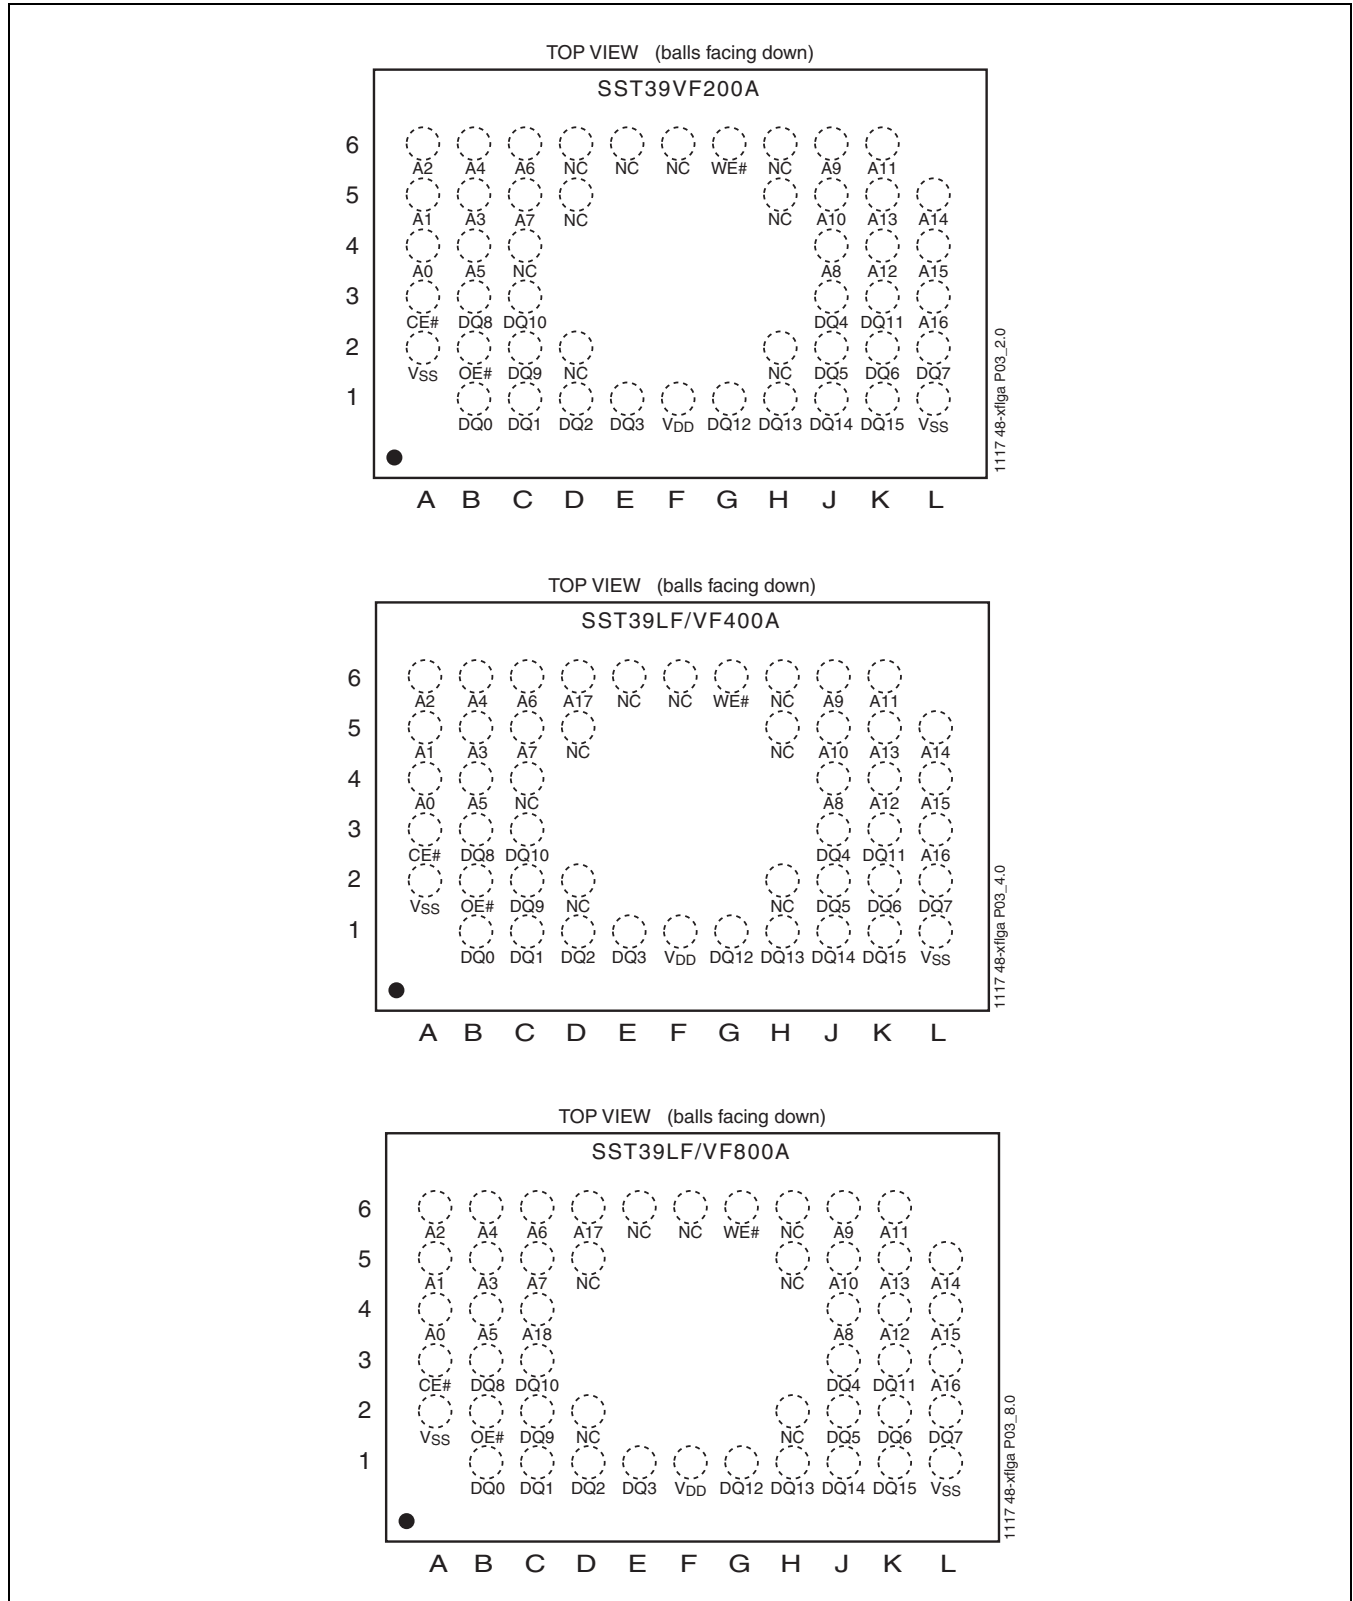 TOP VIEW (balls facing down)
SST39VF200A
6
A2 A4 A6 NC NC NC WE# NC A9 A11
5
A1 A3 A7 NC NC A10 A13 A14
4
A0 A5 NC A8 A12 A15
3
CE# DQ8 DQ10 DQ4 DQ11 A16
2
VSS OE# DQ9 NC NC DQ5 DQ6 DQ7
1
DQ0 DQ1 DQ2 DQ3 VDD DQ12 DQ13 DQ14 DQ15 VSS
1117 48-xflga P03_2.0
A B C D E F G H J K L
TOP VIEW (balls facing down)
SST39LF/VF400A
6
A2 A4 A6 A17 NC NC WE# NC A9 A11
5
A1 A3 A7 NC NC A10 A13 A14
4
A0 A5 NC A8 A12 A15
3
CE# DQ8 DQ10 DQ4 DQ11 A16
2
VSS OE# DQ9 NC NC DQ5 DQ6 DQ7
1
DQ0 DQ1 DQ2 DQ3 VDD DQ12 DQ13 DQ14 DQ15 VSS
1117 48-xflga P03_4.0
A B C D E F G H J K L
TOP VIEW (balls facing down)
SST39LF/VF800A
6
A2 A4 A6 A17 NC NC WE# NC A9 A11
5
A1 A3 A7 NC NC A10 A13 A14
4
A0 A5 A18 A8 A12 A15
3
CE# DQ8 DQ10 DQ4 DQ11 A16
2
VSS OE# DQ9 NC NC DQ5 DQ6 DQ7
1
DQ0 DQ1 DQ2 DQ3 VDD DQ12 DQ13 DQ14 DQ15 VSS
1117 48-xflga P03_8.0
A B C D E F G H J K L